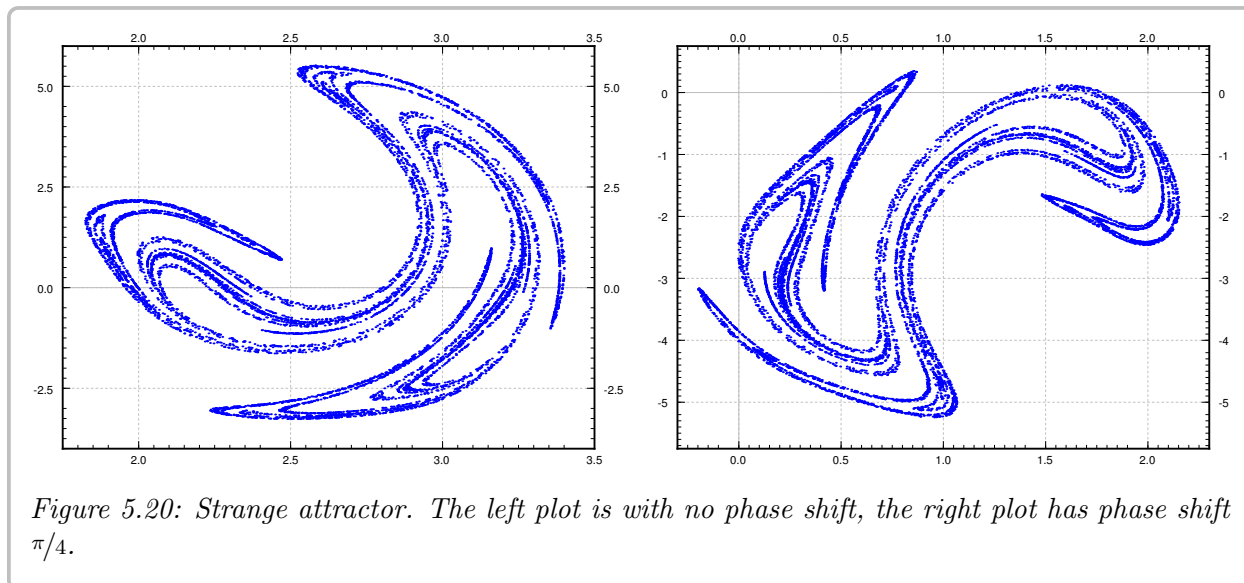 2.0 2.5 3.0 3.5 0.0 0.5 1.0 1.5 2.0
5.0 5.0 0 0
2.5 2.5 -1 -1
-2 -2
0.0 0.0 -3 -3
-4 -4
-2.5 -2.5 -5 -5
2.0 2.5 3.0 3.5 0.0 0.5 1.0 1.5 2.0
Figure 5.20: Strange attractor. The left plot is with no phase shift, the right plot has phase shift
π/4.